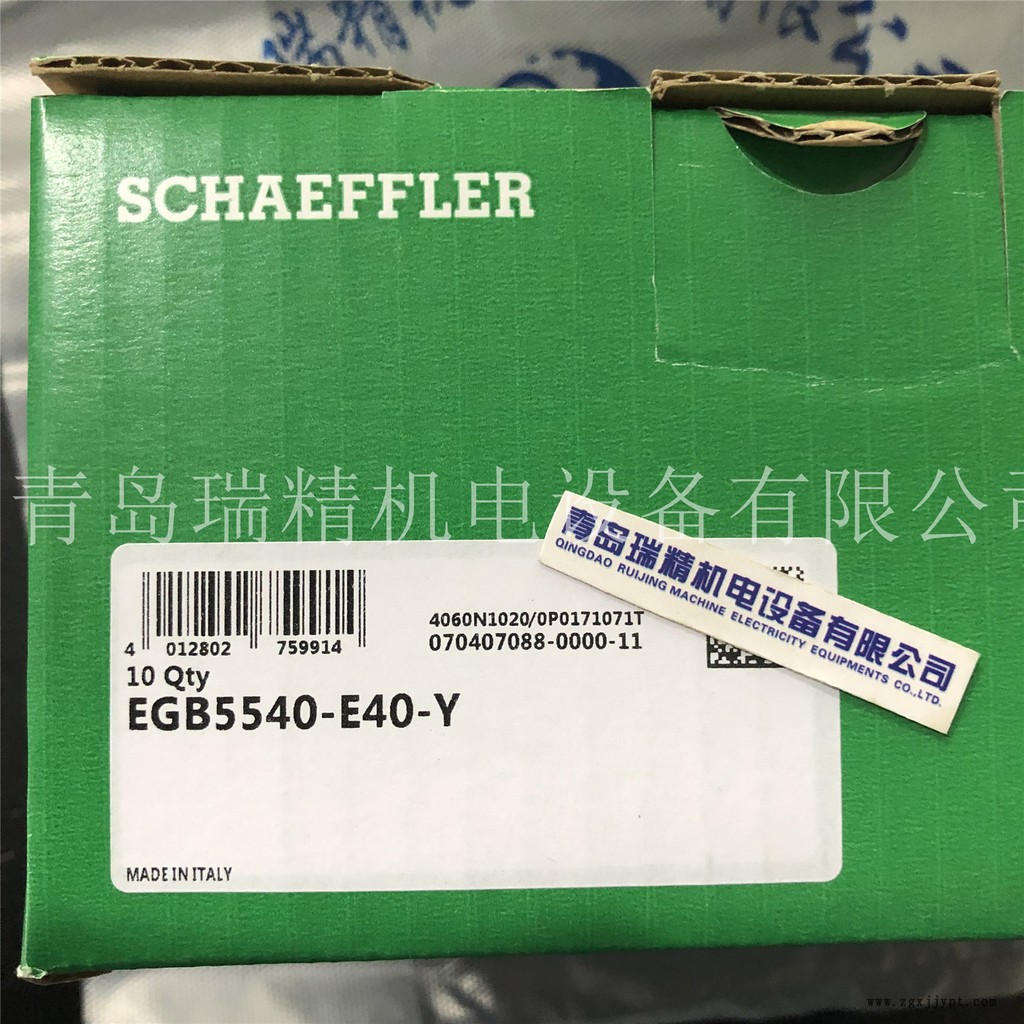 SCHAEFFLER
青岛瑞精机电设备有限公司
青岛瑞精机电设备有限公司
QINGDAO RUIJING MACHINE ELECTRICITY EQUIPMENTS CO.,LTD.
4060N1020/0P0171071T
070407088-0000-11
4 012802 759914
10 Qty
EGB5540-E40-Y
MADE IN ITALY
www.zgxjjypt.com